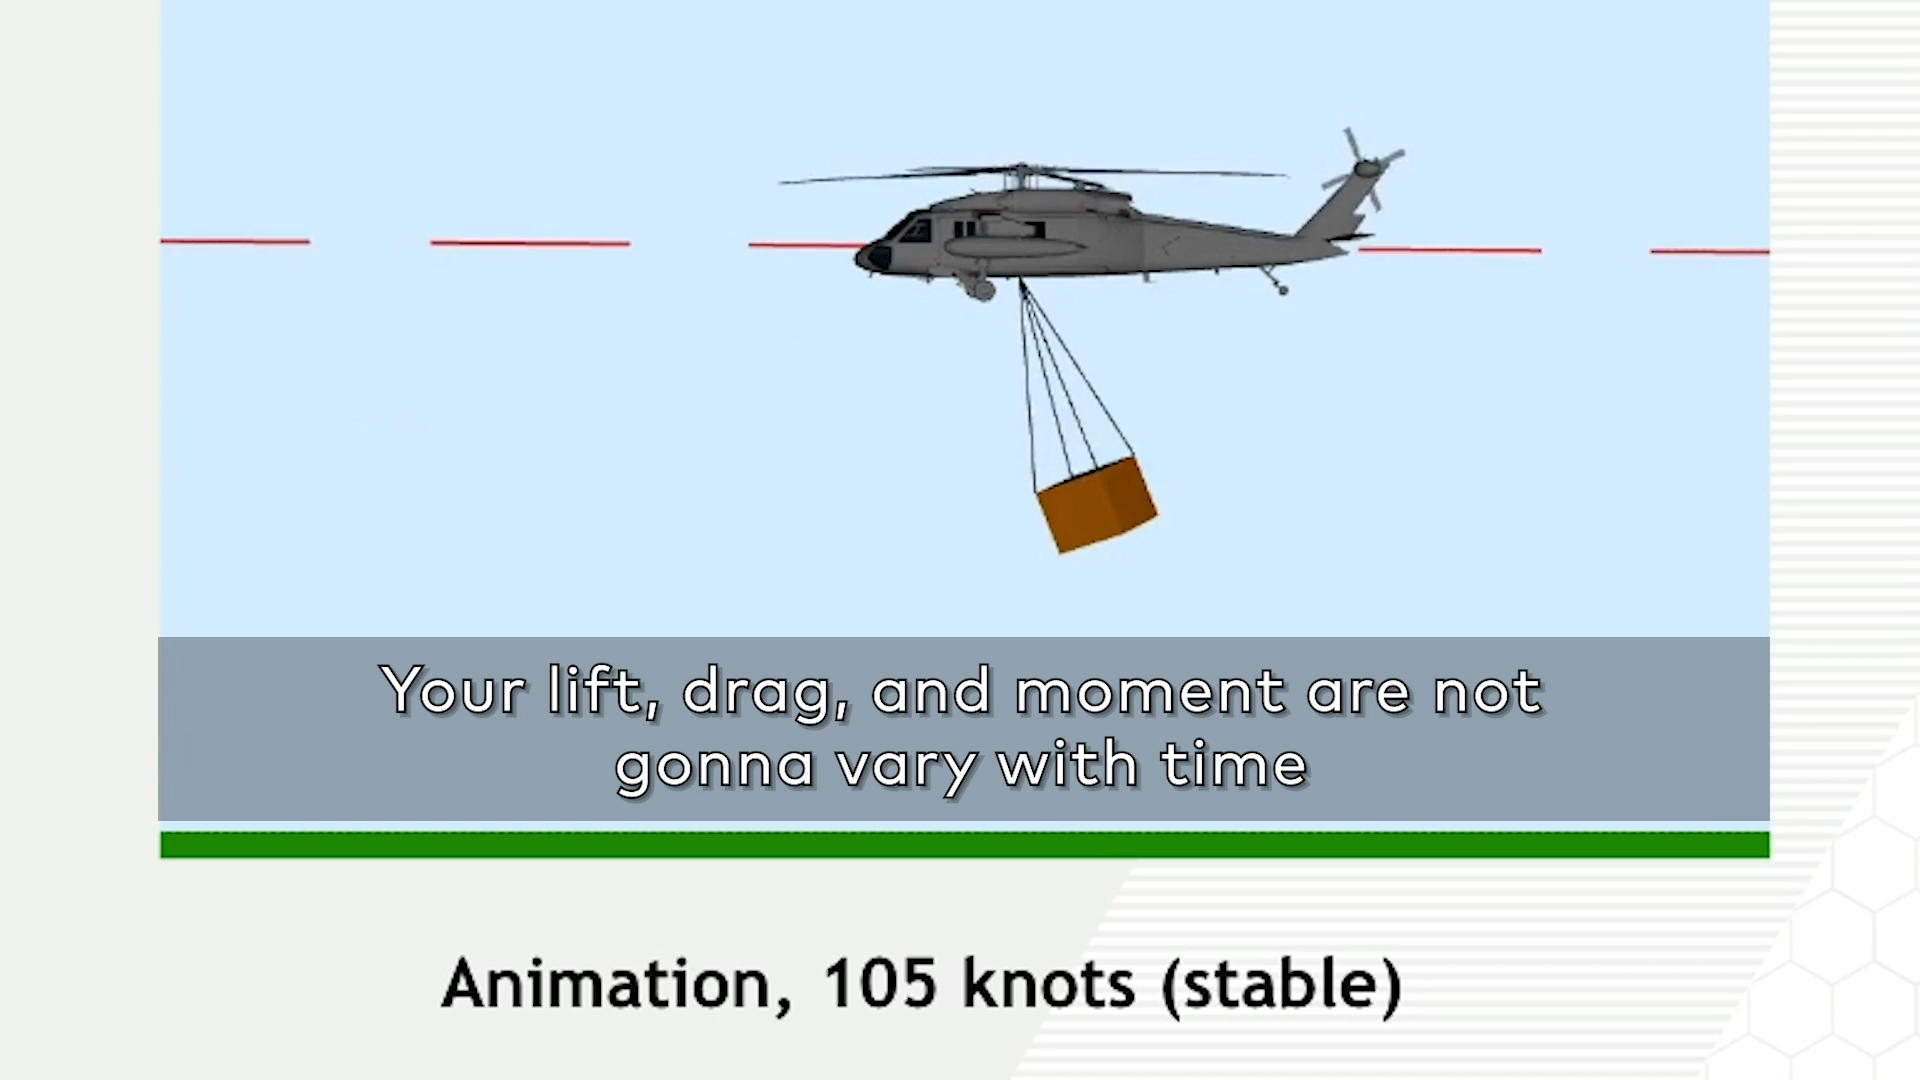 Your lift, drag, and moment are not
gonna vary with time
Animation, 105 knots (stable)